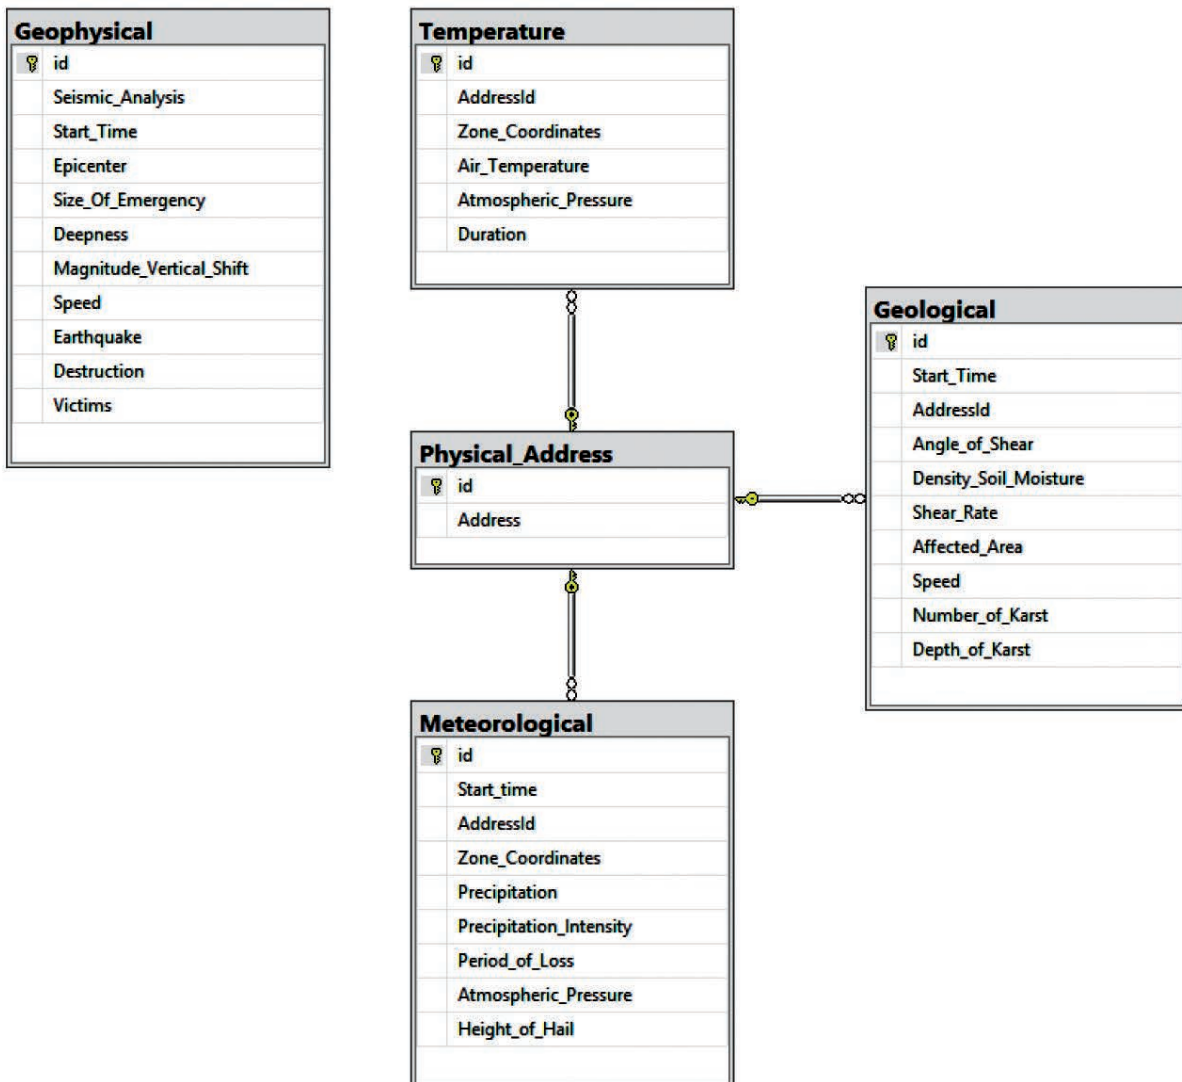 Geophysical
id
Seismic_Analysis
Start_Time
Epicenter
Size_Of_Emergency
Deepness
Magnitude_Vertical_Shift
Speed
Earthquake
Destruction
Victims
Temperature
id
AddressId
Zone_Coordinates
Air_Temperature
Atmospheric_Pressure
Duration
Physical_Address
id
Address
Geological
id
Start_Time
AddressId
Angle_of_Shear
Density_Soil_Moisture
Shear_Rate
Affected_Area
Speed
Number_of_Karst
Depth_of_Karst
Meteorological
id
Start_time
AddressId
Zone_Coordinates
Precipitation
Precipitation_Intensity
Period_of_Loss
Atmospheric_Pressure
Height_of_Hail